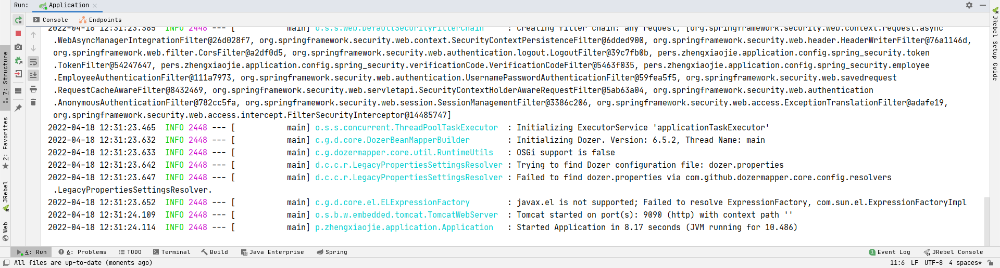 Run: Application
Console Endpoints
2022-04-18 12:31:23.385  INFO 2448 --- [           main] o.s.s.web.DefaultSecurityFilterChain     : Creating filter chain: any request, [org.springframework.security.web.context.request.async
.WebAsyncManagerIntegrationFilter@26d028f7, org.springframework.security.web.context.SecurityContextPersistenceFilter@6dded900, org.springframework.security.web.header.HeaderWriterFilter@76a1146d,
org.springframework.web.filter.CorsFilter@a2df0d5, org.springframework.security.web.authentication.logout.LogoutFilter@39c7fb0b, pers.zhengxiaojie.application.config.spring_security.token
.TokenFilter@54247647, pers.zhengxiaojie.application.config.spring_security.verificationCode.VerificationCodeFilter@5463f035, pers.zhengxiaojie.application.config.spring_security.employee
.EmployeeAuthenticationFilter@111a7973, org.springframework.security.web.authentication.UsernamePasswordAuthenticationFilter@59fea5f5, org.springframework.security.web.savedrequest
.RequestCacheAwareFilter@8432469, org.springframework.security.web.servletapi.SecurityContextHolderAwareRequestFilter@5ab63a04, org.springframework.security.web.authentication
.AnonymousAuthenticationFilter@782cc5fa, org.springframework.security.web.session.SessionManagementFilter@3386c206, org.springframework.security.web.access.ExceptionTranslationFilter@adafe19,
org.springframework.security.web.access.intercept.FilterSecurityInterceptor@14485747]
2022-04-18 12:31:23.465  INFO 2448 --- [           main] o.s.s.concurrent.ThreadPoolTaskExecutor  : Initializing ExecutorService 'applicationTaskExecutor'
2022-04-18 12:31:23.632  INFO 2448 --- [           main] c.g.d.core.DozerBeanMapperBuilder        : Initializing Dozer. Version: 6.5.2, Thread Name: main
2022-04-18 12:31:23.633  INFO 2448 --- [           main] c.g.dozermapper.core.util.RuntimeUtils   : OSGi support is false
2022-04-18 12:31:23.642  INFO 2448 --- [           main] d.c.c.r.LegacyPropertiesSettingsResolver : Trying to find Dozer configuration file: dozer.properties
2022-04-18 12:31:23.647  INFO 2448 --- [           main] d.c.c.r.LegacyPropertiesSettingsResolver : Failed to find dozer.properties via com.github.dozermapper.core.config.resolvers
.LegacyPropertiesSettingsResolver.
2022-04-18 12:31:23.652  INFO 2448 --- [           main] c.g.d.core.el.ELExpressionFactory        : javax.el is not supported; Failed to resolve ExpressionFactory, com.sun.el.ExpressionFactoryImpl
2022-04-18 12:31:24.109  INFO 2448 --- [           main] o.s.b.w.embedded.tomcat.TomcatWebServer  : Tomcat started on port(s): 9090 (http) with context path ''
2022-04-18 12:31:24.114  INFO 2448 --- [           main] p.zhengxiaojie.application.Application   : Started Application in 8.17 seconds (JVM running for 10.486)
7: Structure
2: Favorites
JRebel
Web
JRebel Setup Guide
4: Run 6: Problems TODO Terminal Build Java Enterprise Spring 1 Event Log JRebel Console
All files are up-to-date (moments ago) 11:6 LF UTF-8 4 spaces*